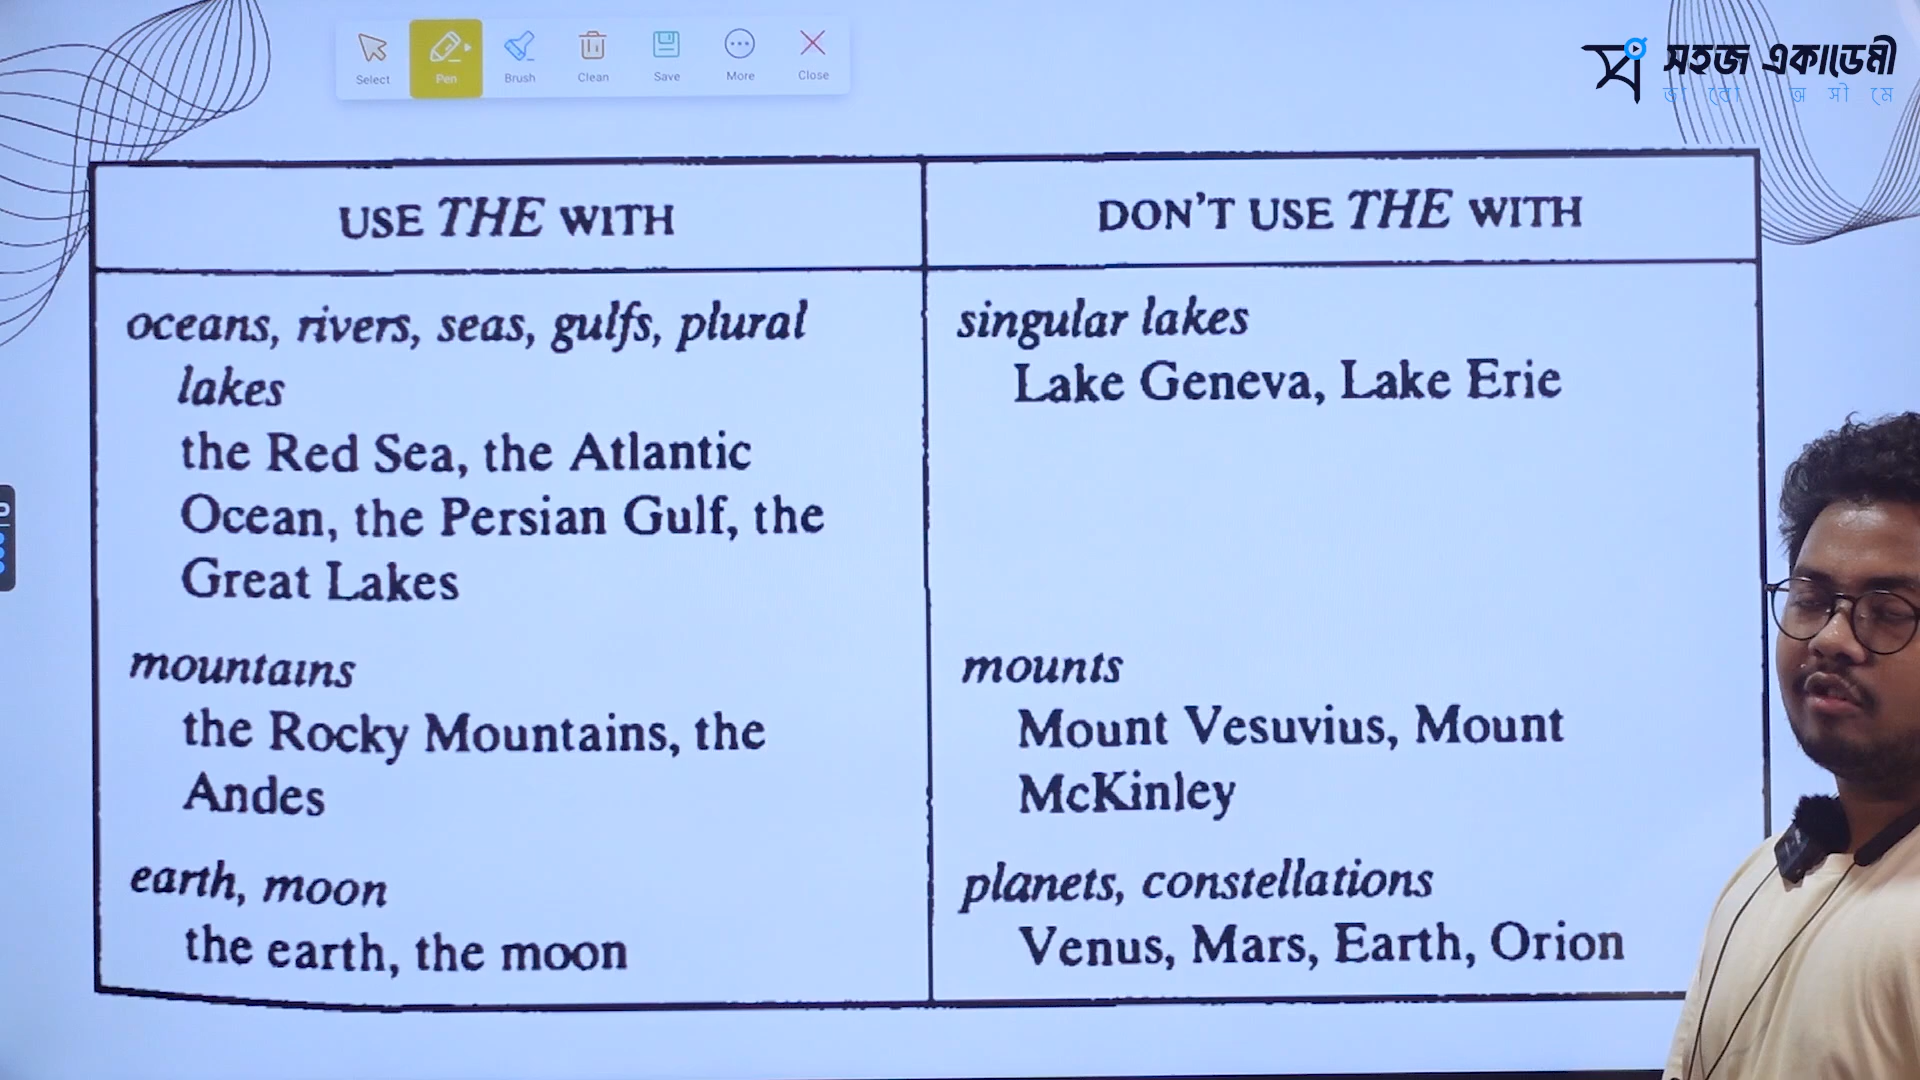 Select Pen Brush Clean Save More Close
সহজ একাডেমী
ভাবো অসীমে
USE THE WITH
DON'T USE THE WITH
oceans, rivers, seas, gulfs, plural
lakes
the Red Sea, the Atlantic
Ocean, the Persian Gulf, the
Great Lakes
singular lakes
Lake Geneva, Lake Erie
mountains
the Rocky Mountains, the
Andes
mounts
Mount Vesuvius, Mount
McKinley
earth, moon
the earth, the moon
planets, constellations
Venus, Mars, Earth, Orion